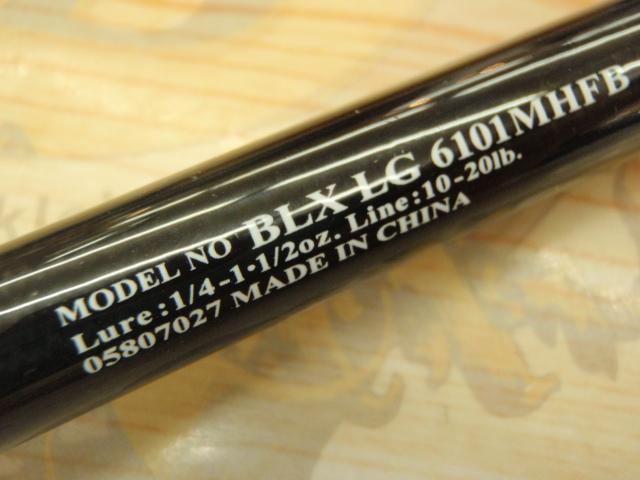 MODEL NO BLX LG 6101MHFB
Lure:1/4-1·1/2oz. Line:10-20lb.
05807027 MADE IN CHINA